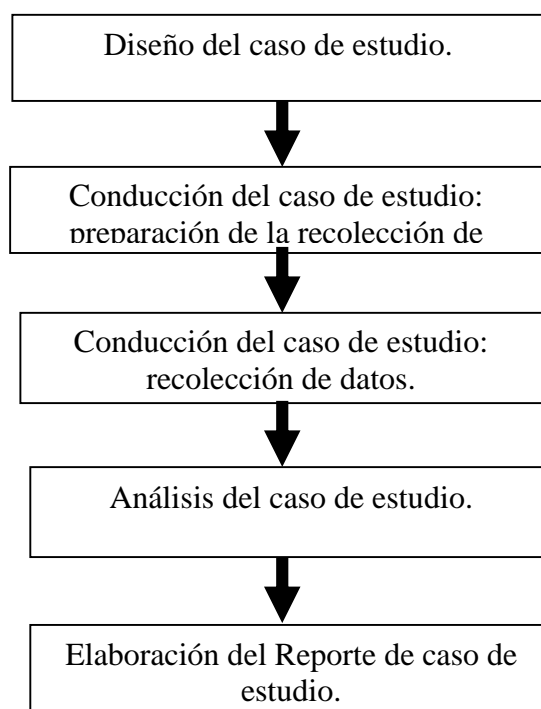 Diseño del caso de estudio.
Conducción del caso de estudio:
preparación de la recolección de
Conducción del caso de estudio:
recolección de datos.
Análisis del caso de estudio.
Elaboración del Reporte de caso de
estudio.